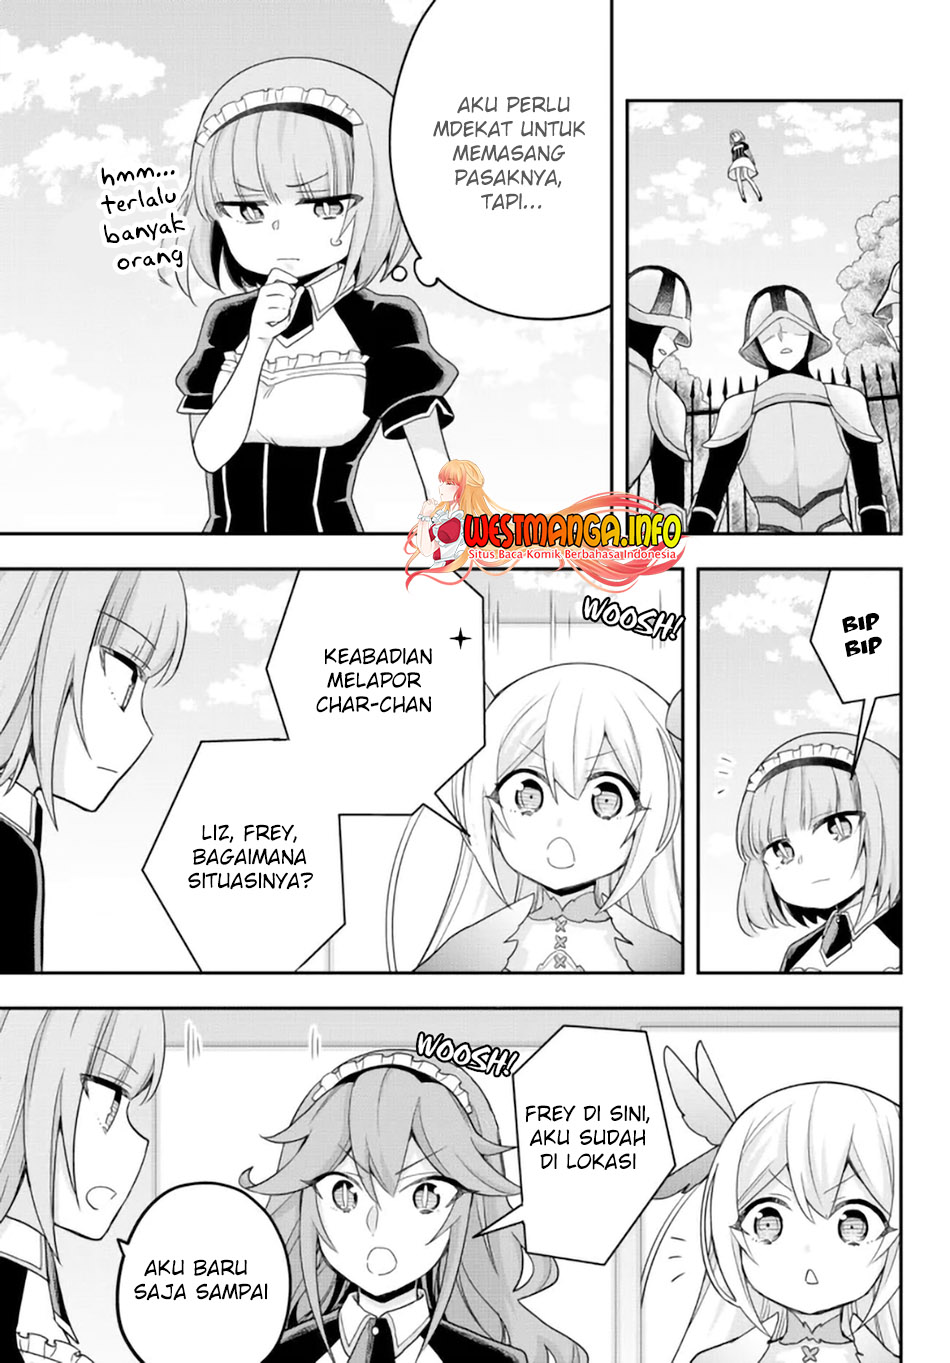 AKU PERLU
MDEKAT UNTUK
MEMASANG
PASAKNYA,
TAPI...
hmm...
terlalu
banyak
orang
WESTMANGA.INFO
Situs Baca Komik Berbahasa Indonesia
BIP
BIP
WOOSH!
KEABADIAN
MELAPOR
CHAR-CHAN
LIZ, FREY,
BAGAIMANA
SITUASINYA?
WOOSH!
FREY DI SINI,
AKU SUDAH
DI LOKASI
AKU BARU
SAJA SAMPAI